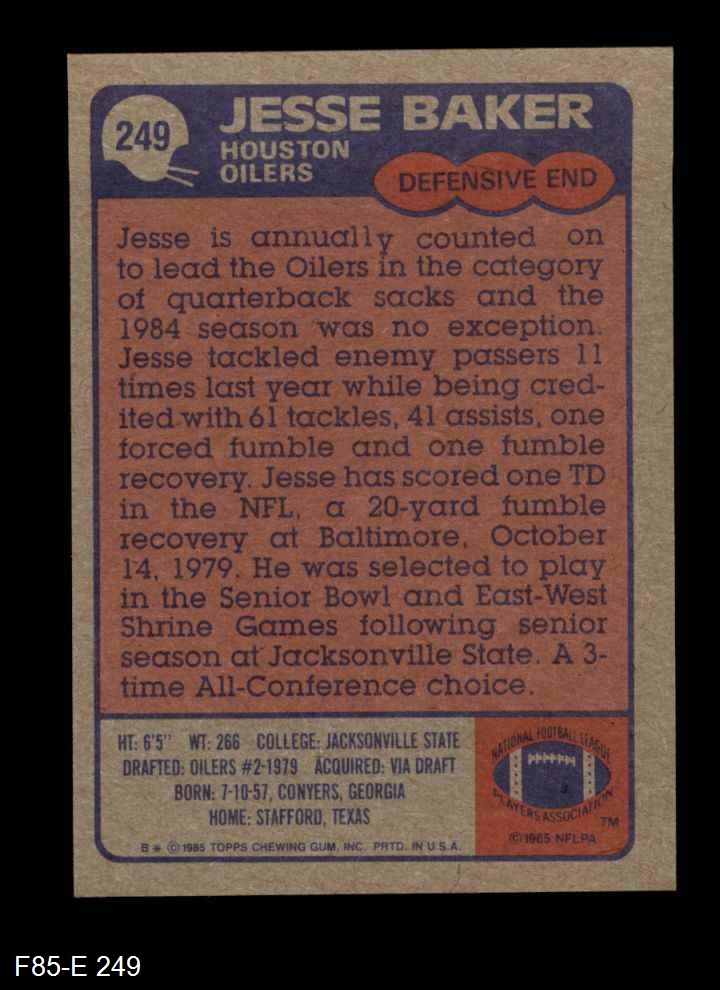 249
JESSE BAKER
HOUSTON
OILERS
DEFENSIVE END
Jesse is annually counted on
to lead the Oilers in the category
of quarterback sacks and the
1984 season was no exception.
Jesse tackled enemy passers 11
times last year while being cred-
ited with 61 tackles, 41 assists, one
forced fumble and one fumble
recovery. Jesse has scored one TD
in the NFL, a 20-yard fumble
recovery at Baltimore, October
14, 1979. He was selected to play
in the Senior Bowl and East-West
Shrine Games following senior
season at Jacksonville State. A 3-
time All-Conference choice.
HT: 6'5" WT: 266 COLLEGE: JACKSONVILLE STATE
DRAFTED: OILERS #2-1979 ACQUIRED: VIA DRAFT
BORN: 7-10-57, CONYERS, GEORGIA
HOME: STAFFORD, TEXAS
B* © 1985 TOPPS CHEWING GUM, INC. PRTD. IN U.S.A.
NATIONAL FOOTBALL LEAGUE
PLAYERS ASSOCIATION
TM
© 1985 NFLPA
F85-E 249